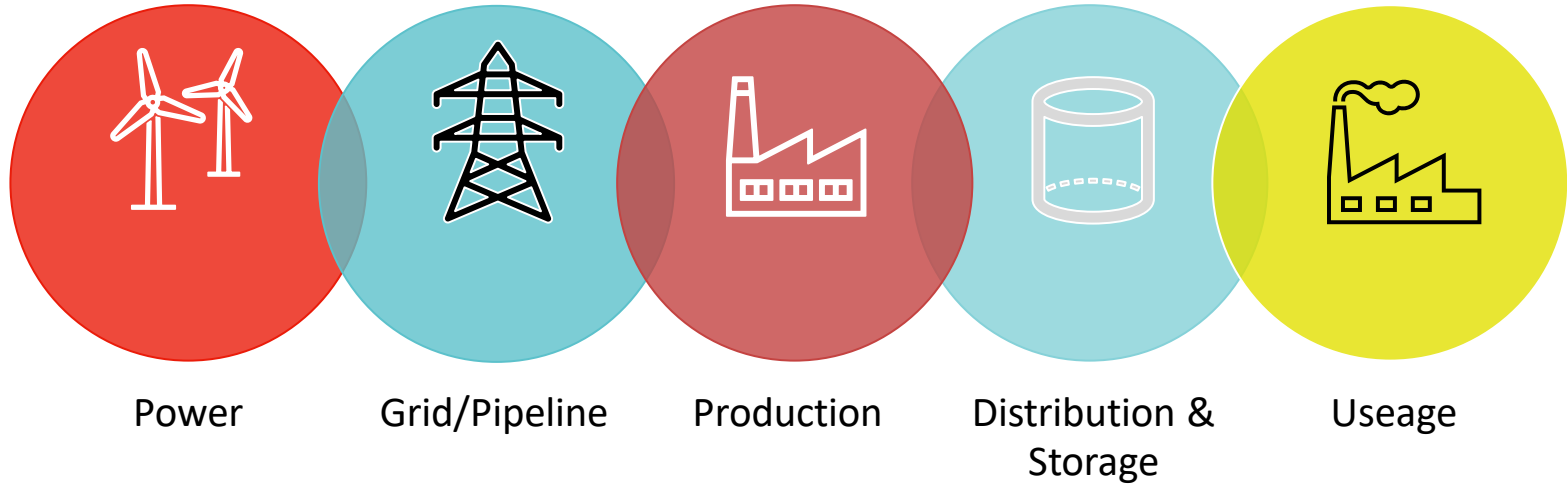 Power
Grid/Pipeline
Production
Distribution &
Storage
Useage